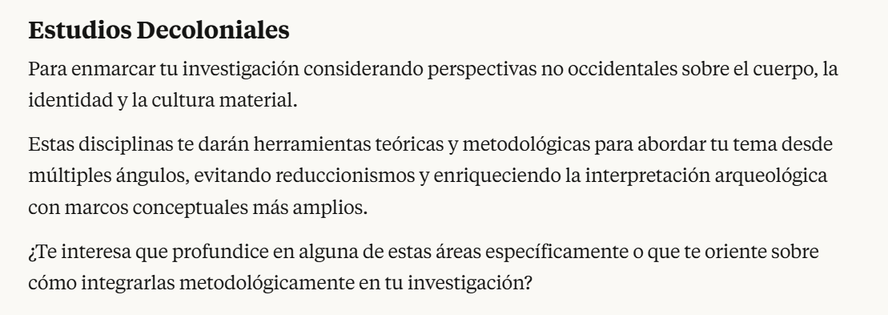 Estudios Decoloniales
Para enmarcar tu investigación considerando perspectivas no occidentales sobre el cuerpo, la
identidad y la cultura material.
Estas disciplinas te darán herramientas teóricas y metodológicas para abordar tu tema desde
múltiples ángulos, evitando reduccionismos y enriqueciendo la interpretación arqueológica
con marcos conceptuales más amplios.
¿Te interesa que profundice en alguna de estas áreas específicamente o que te oriente sobre
cómo integrarlas metodológicamente en tu investigación?